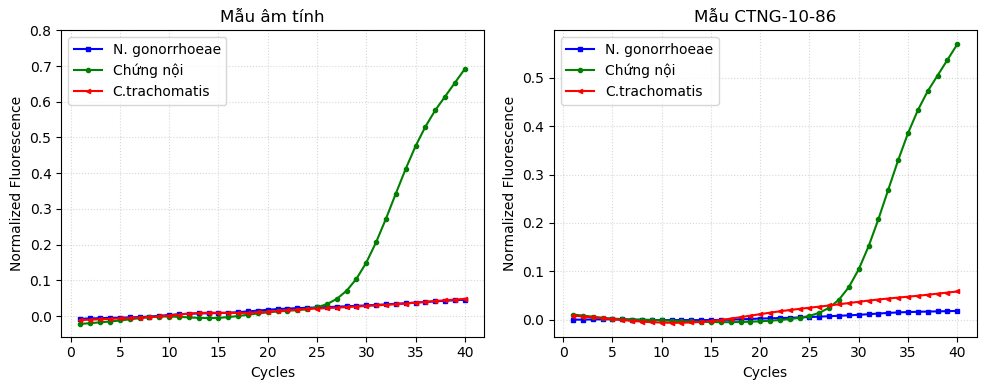 Mẫu âm tính
Normalized Fluorescence
0.8
0.7
0.6
0.5
0.4
0.3
0.2
0.1
0.0
N. gonorrhoeae
Chứng nội
C.trachomatis
0 5 10 15 20 25 30 35 40
Cycles
Mẫu CTNG-10-86
Normalized Fluorescence
0.5
0.4
0.3
0.2
0.1
0.0
N. gonorrhoeae
Chứng nội
C.trachomatis
0 5 10 15 20 25 30 35 40
Cycles